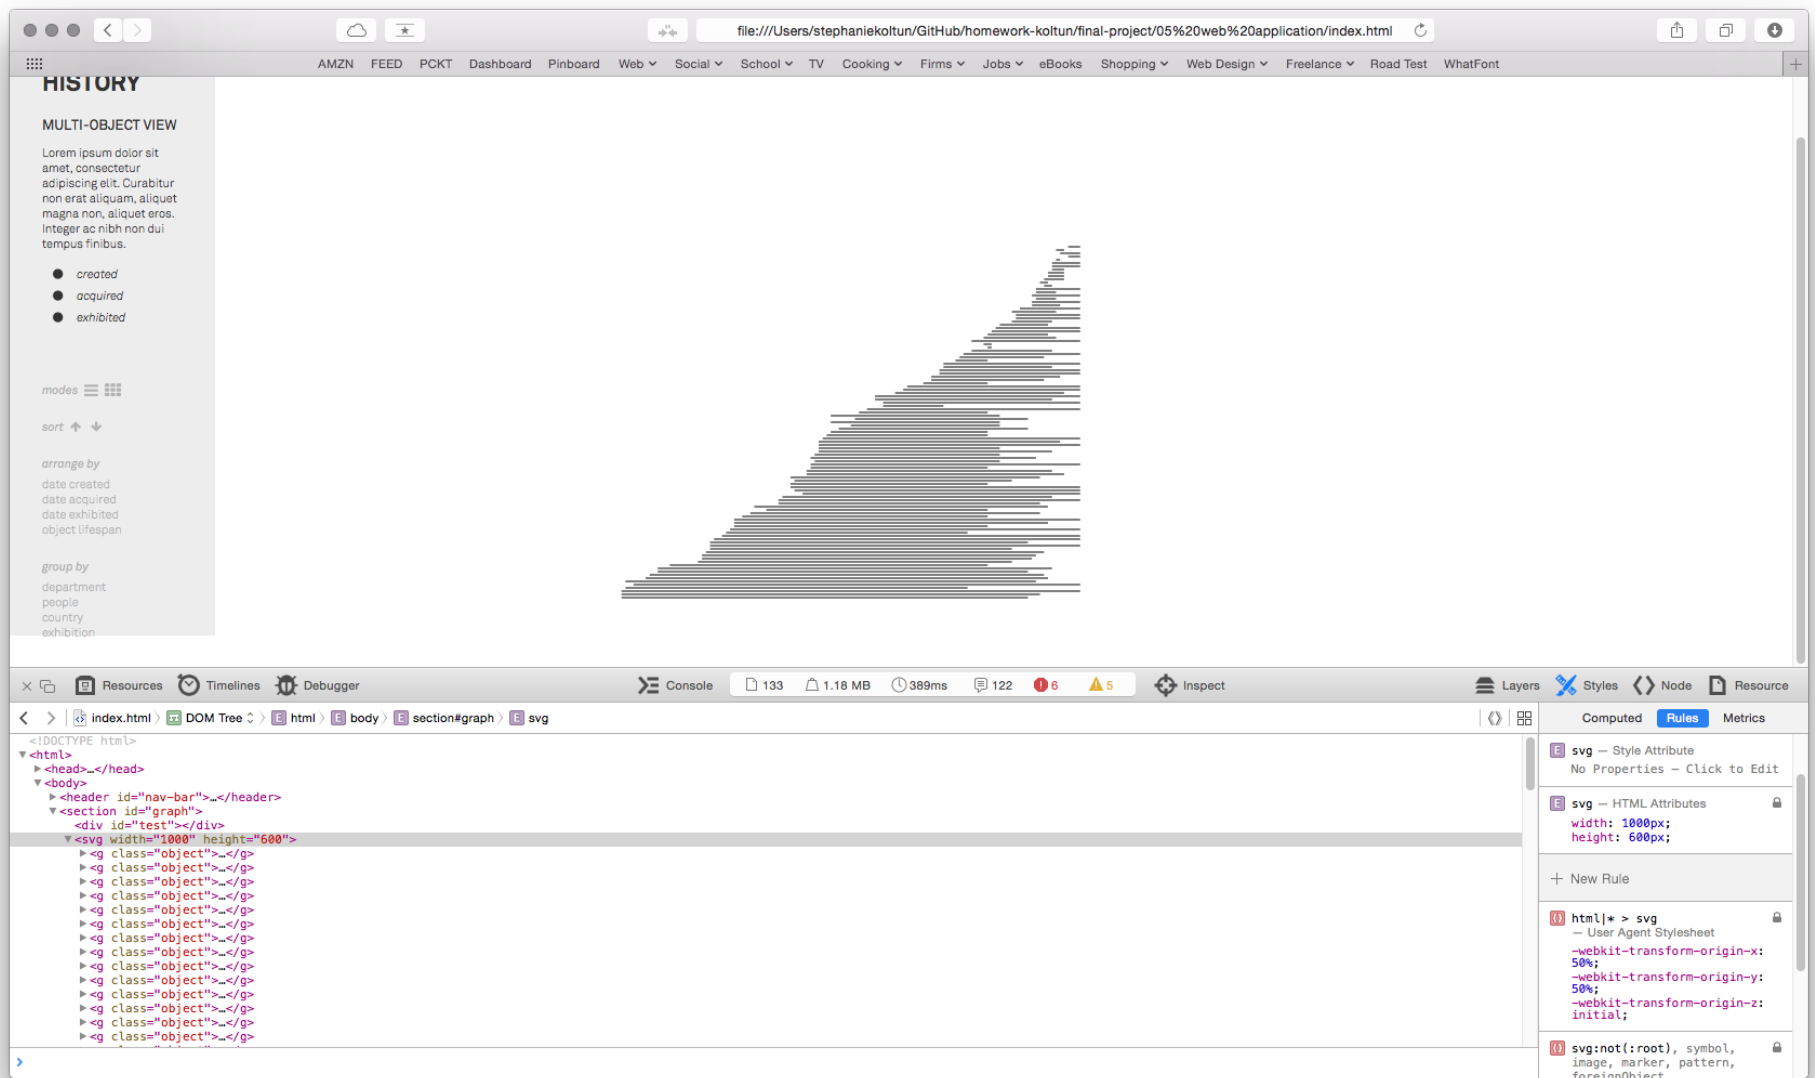 file:///Users/stephaniekoltun/GitHub/homework-koltun/final-project/05%20web%20application/index.html
AMZN FEED PCKT Dashboard Pinboard Web Social School TV Cooking Firms Jobs eBooks Shopping Web Design Freelance Road Test WhatFont
HISTORY
MULTI-OBJECT VIEW
Lorem ipsum dolor sit
amet, consectetur
adipiscing elit. Curabitur
non erat aliquam, aliquet
magna non, aliquet eros.
Integer ac nibh non dui
tempus finibus.
created
acquired
exhibited
modes
sort
arrange by
date created
date acquired
date exhibited
object lifespan
group by
department
people
country
exhibition
Resources Timelines Debugger Console 133 1.18 MB 389ms 122 6 5 Inspect Layers Styles Node Resource
index.html DOM Tree E html E body E section#graph E svg
Computed Rules Metrics
<!DOCTYPE html>
<html>
<head>…</head>
<body>
<header id="nav-bar">…</header>
<section id="graph">
<div id="test"></div>
<svg width="1000" height="600">
<g class="object">…</g>
<g class="object">…</g>
<g class="object">…</g>
<g class="object">…</g>
<g class="object">…</g>
<g class="object">…</g>
<g class="object">…</g>
<g class="object">…</g>
<g class="object">…</g>
<g class="object">…</g>
<g class="object">…</g>
<g class="object">…</g>
<g class="object">…</g>
<g class="object">…</g>
E svg — Style Attribute
No Properties — Click to Edit
E svg — HTML Attributes
width: 1000px;
height: 600px;
+ New Rule
html|* > svg
— User Agent Stylesheet
-webkit-transform-origin-x:
50%;
-webkit-transform-origin-y:
50%;
-webkit-transform-origin-z:
initial;
svg:not(:root), symbol,
image, marker, pattern,
foreignObject